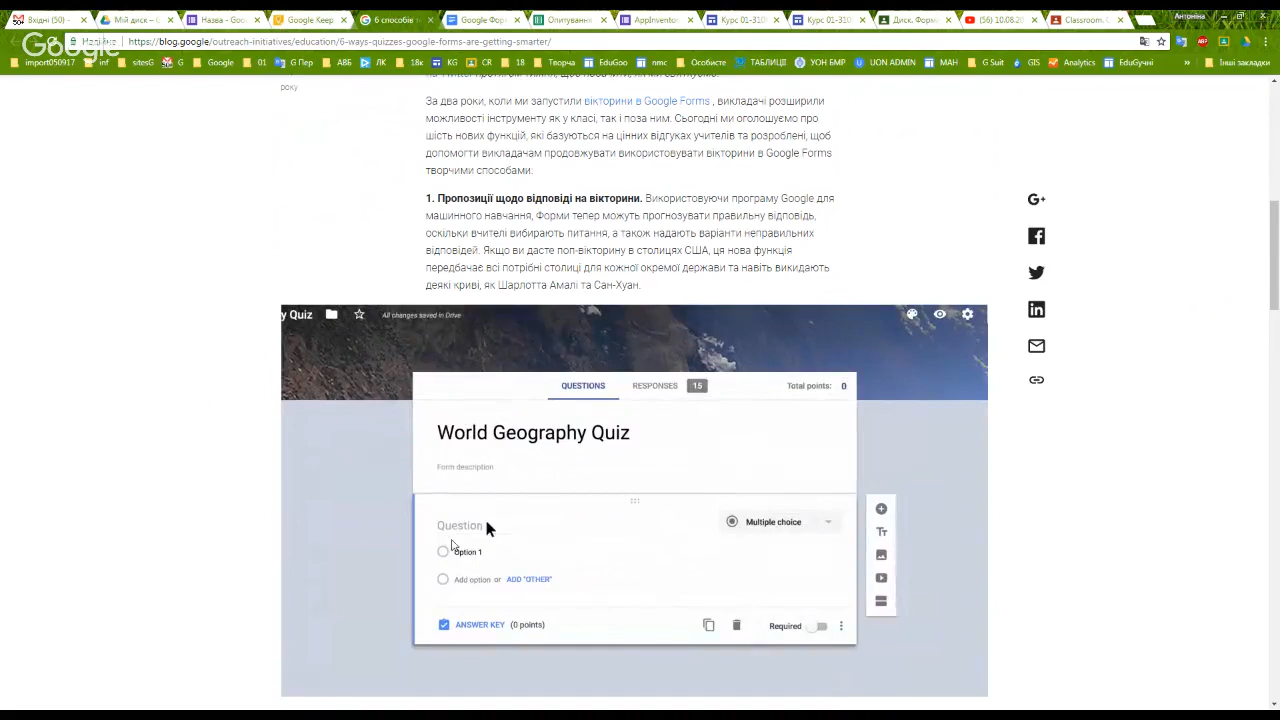 Вхідні (50) -
Мій диск –
Назва - Goo
Google Keep
6 способів т
Google Фор
Опитування
AppInventor
Курс 01-310
Курс 01-310
Диск, Форм
(56) 10.08.20
Classroom. G
Антоніна
Google
Надійне
https://blog.google/outreach-initiatives/education/6-ways-quizzes-google-forms-are-getting-smarter/
import050917
inf
sitesG
G
Google
01
ГPem
АБВ
ЛК
18к
KG
CR
18
Творча
EduGoo
nmc
Особисте
ТАБЛИЦІ
УОН БМР
UON ADMIN
МАН
G Suit
GIS
Analytics
EduГучні
»
Інші закладки
року
За два роки, коли ми запустили вікторини в Google Forms , викладачі розширили
можливості інструменту як у класі, так і поза ним. Сьогодні ми оголошуємо про
шість нових функцій, які базуються на цінних відгуках учителів та розроблені, щоб
допомогти викладачам продовжувати використовувати вікторини в Google Forms
творчими способами.
1. Пропозиції щодо відповіді на вікторини. Використовуючи програму Google для
машинного навчання, Форми тепер можуть прогнозувати правильну відповідь,
оскільки вчителі вибирають питання, а також надають варіанти неправильних
відповідей. Якщо ви дасте поп-вікторину в столицях США, ця нова функція
передбачає всі потрібні столиці для кожної окремої держави та навіть викидають
деякі криві, як Шарлотта Амалі та Сан-Хуан.
y Quiz
All changes saved in Drive
QUESTIONS
RESPONSES 15
Total points: 0
World Geography Quiz
Form description
Question
Multiple choice
Option 1
Add option or ADD "OTHER"
ANSWER KEY (0 points)
Required
G+